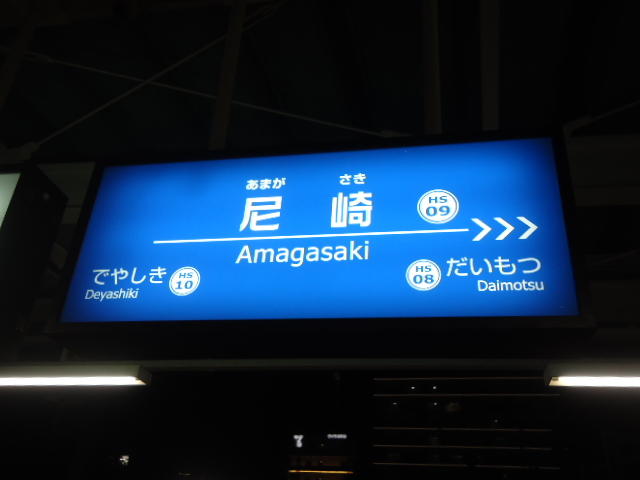 あまが さき
尼崎 HS 09
Amagasaki
でやしき HS 10
Deyashiki
HS 08 だいもつ
Daimotsu